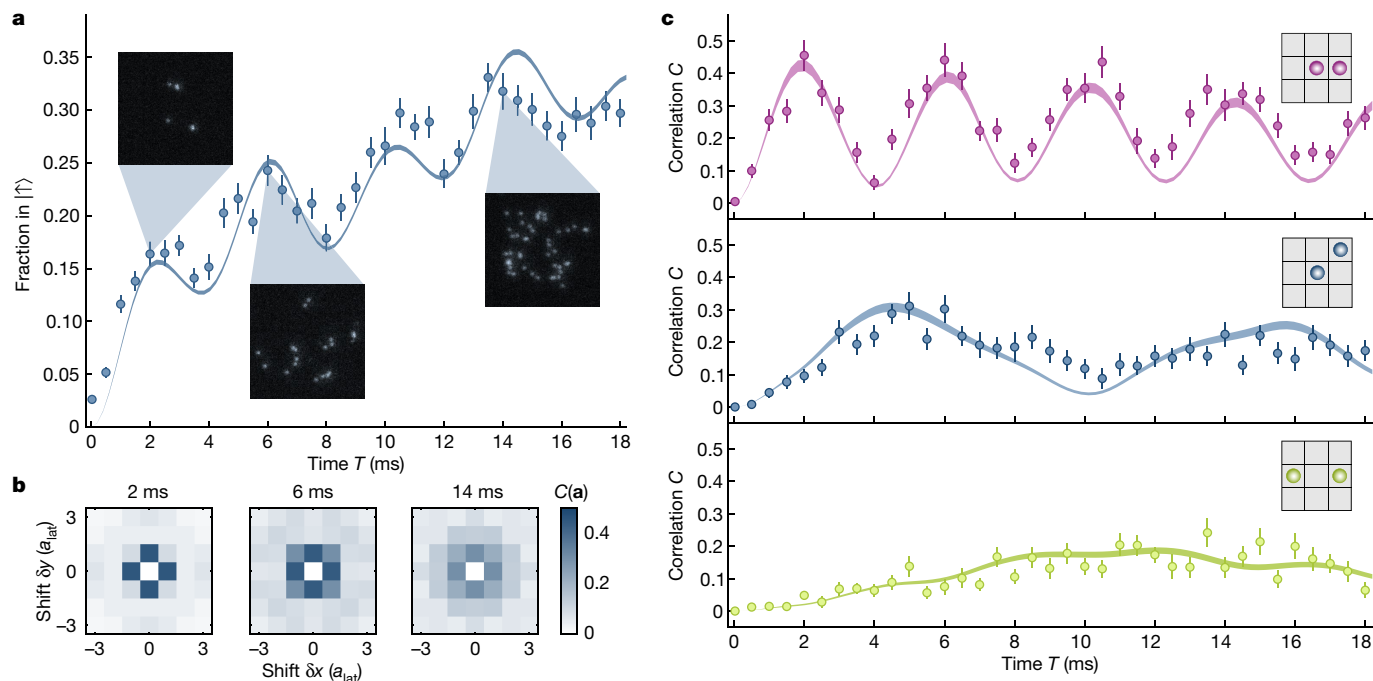 a
Fraction in |↑⟩
0.35
0.30
0.25
0.20
0.15
0.10
0.05
0
0 2 4 6 8 10 12 14 16 18
Time T (ms)
b
2 ms 6 ms 14 ms C(a)
Shift δy (a_lat)
3
0
−3
−3 0 3 −3 0 3 −3 0 3
Shift δx (a_lat)
0.4
0.2
0
c
Correlation C
0.5
0.4
0.3
0.2
0.1
0
Correlation C
0.5
0.4
0.3
0.2
0.1
0
Correlation C
0.5
0.4
0.3
0.2
0.1
0
0 2 4 6 8 10 12 14 16 18
Time T (ms)